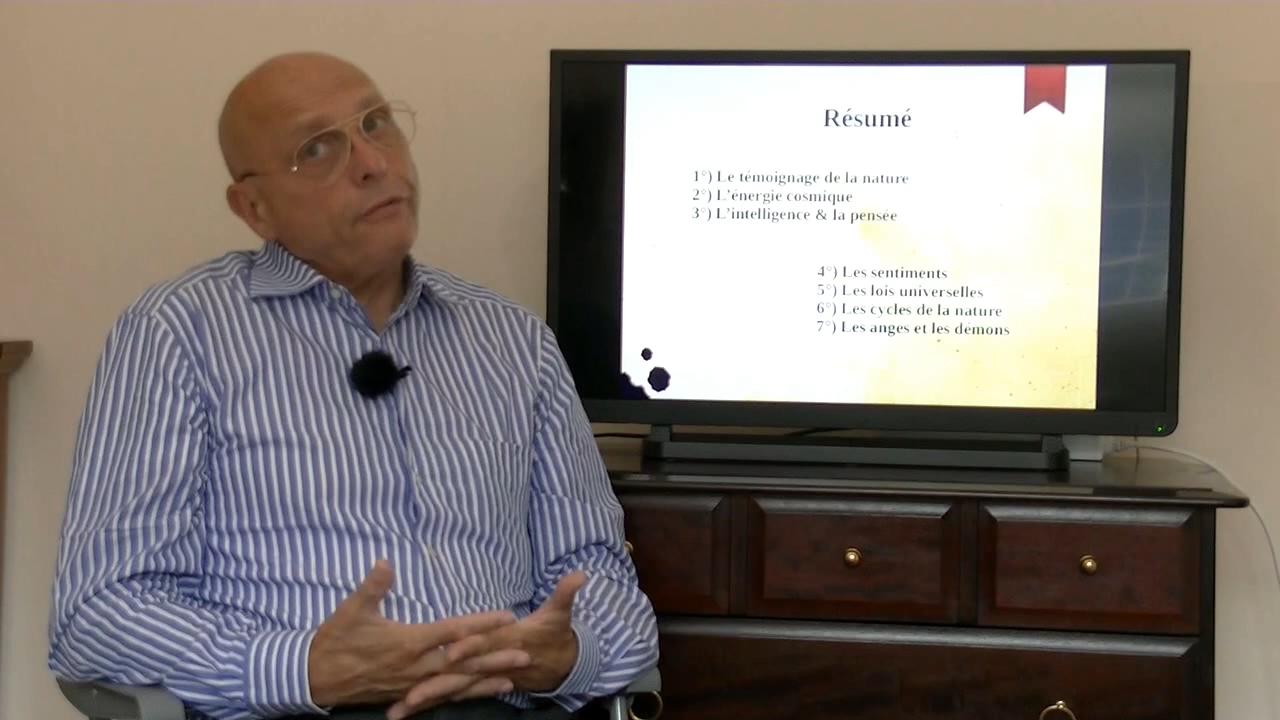 Résumé
1°) Le témoignage de la nature
2°) L'énergie cosmique
3°) L'intelligence & la pensée
4°) Les sentiments
5°) Les lois universelles
6°) Les cycles de la nature
7°) Les anges et les démons